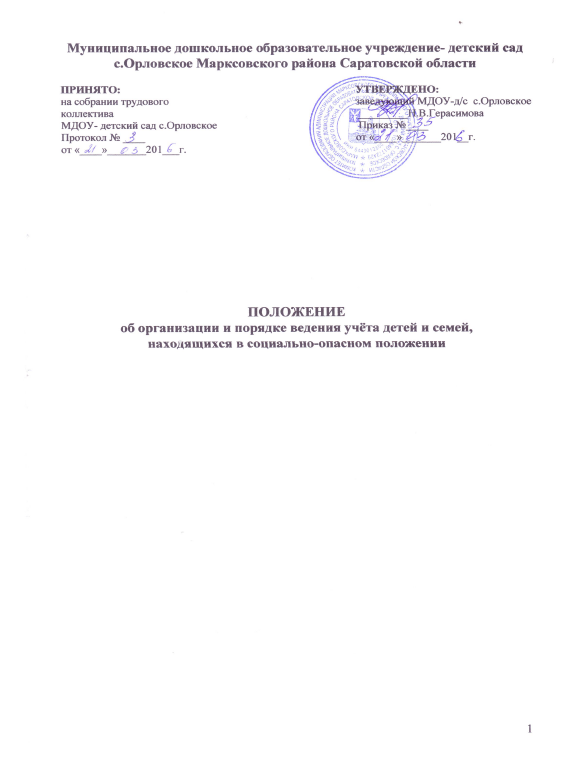 Муниципальное дошкольное образовательное учреждение- детский сад
с.Орловское Марксовского района Саратовской области
ПРИНЯТО:
на собрании трудового
коллектива
МДОУ- детский сад с.Орловское
Протокол № 3
от « 21 » 03 2016 г.
УТВЕРЖДЕНО:
заведующий МДОУ-д/с с.Орловское
Н.В.Герасимова
Приказ № 35
от « 21 » 03 2016 г.
ПОЛОЖЕНИЕ
об организации и порядке ведения учёта детей и семей,
находящихся в социально-опасном положении
1